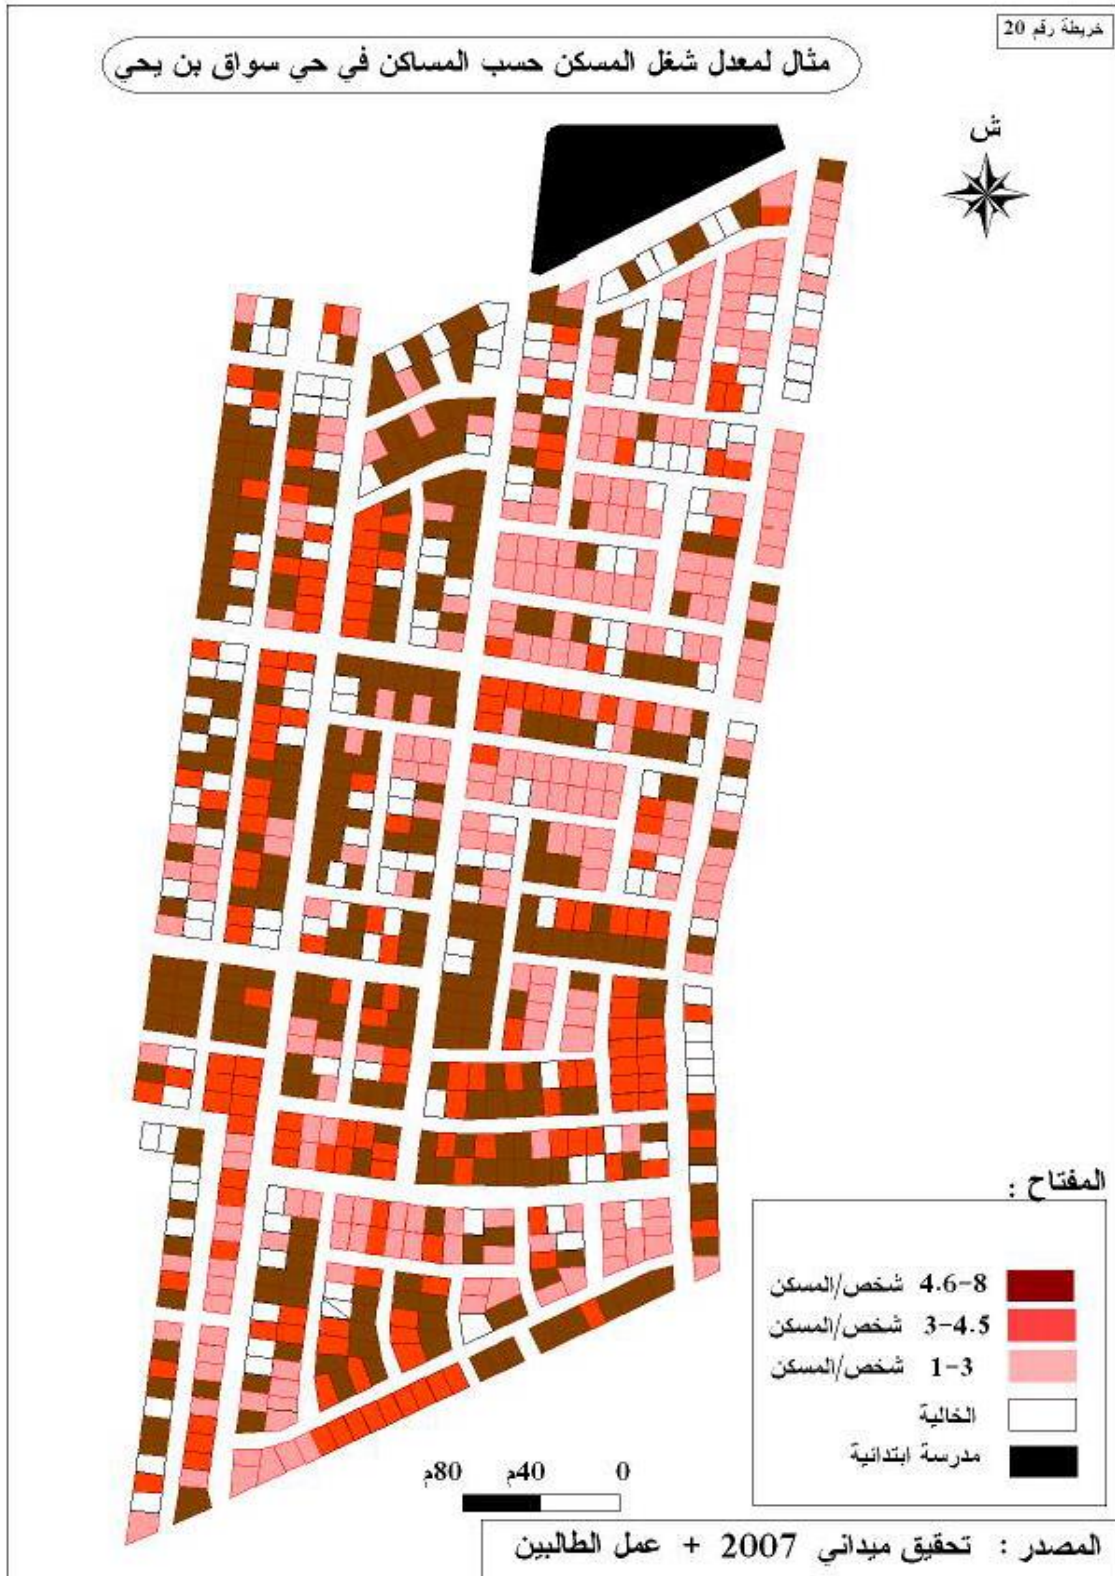 خريطة رقم 20
مثال لمعدل شغل المسكن حسب المساكن في حي سواق بن يحي
ش
المفتاح :
4.6-8 شخص/المسكن
3-4.5 شخص/المسكن
1-3 شخص/المسكن
الخالية
مدرسة ابتدائية
80م 40م 0
المصدر : تحقيق ميداني 2007 + عمل الطالبين